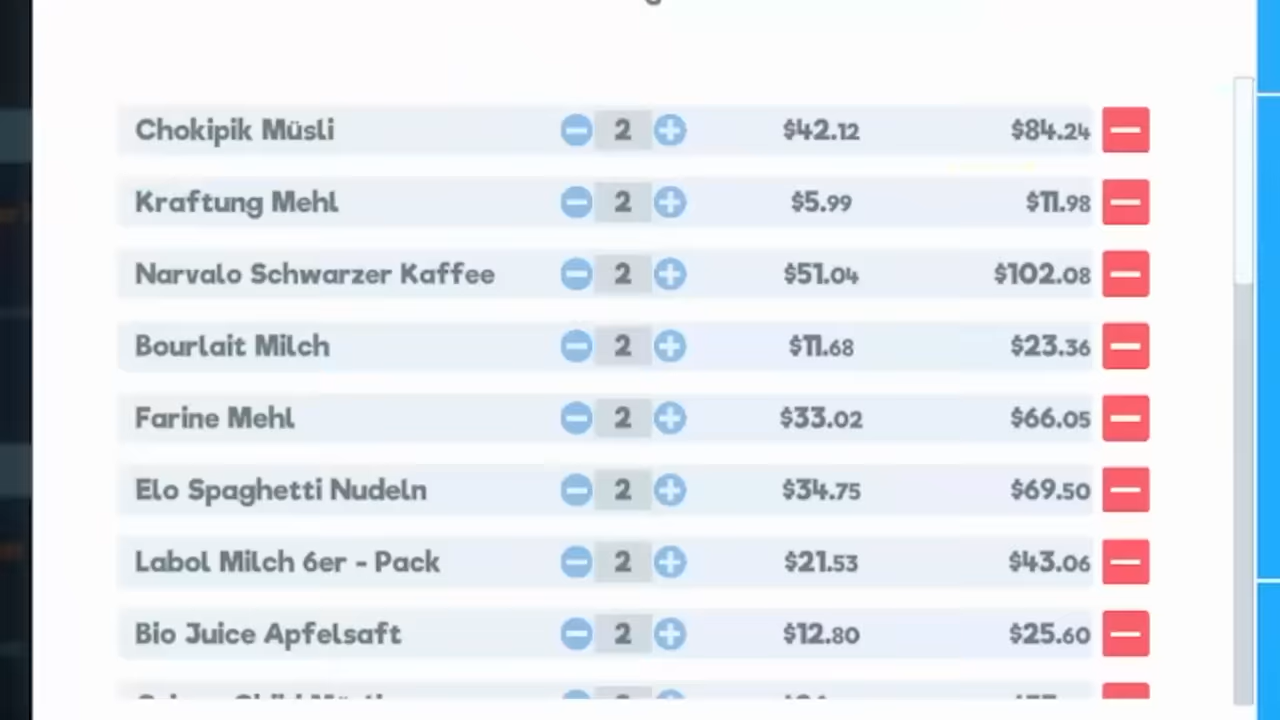 Chokipik Müsli 2 $42.12 $84.24
Kraftung Mehl 2 $5.99 $11.98
Narvalo Schwarzer Kaffee 2 $51.04 $102.08
Bourlait Milch 2 $11.68 $23.36
Farine Mehl 2 $33.02 $66.05
Elo Spaghetti Nudeln 2 $34.75 $69.50
Labol Milch 6er - Pack 2 $21.53 $43.06
Bio Juice Apfelsaft 2 $12.80 $25.60